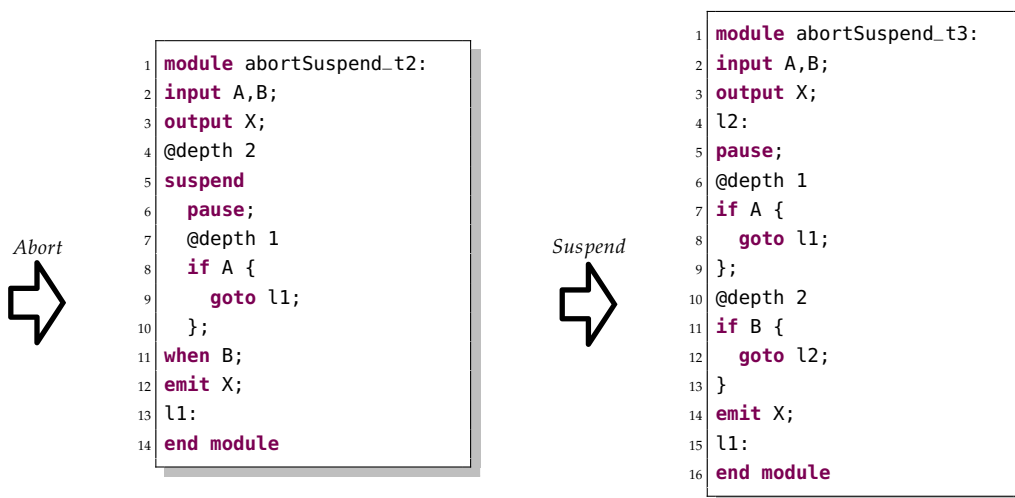 Abort
1 module abortSuspend_t2:
2 input A,B;
3 output X;
4 @depth 2
5 suspend
6 pause;
7 @depth 1
8 if A {
9 goto l1;
10 };
11 when B;
12 emit X;
13 l1:
14 end module
Suspend
1 module abortSuspend_t3:
2 input A,B;
3 output X;
4 l2:
5 pause;
6 @depth 1
7 if A {
8 goto l1;
9 };
10 @depth 2
11 if B {
12 goto l2;
13 }
14 emit X;
15 l1:
16 end module